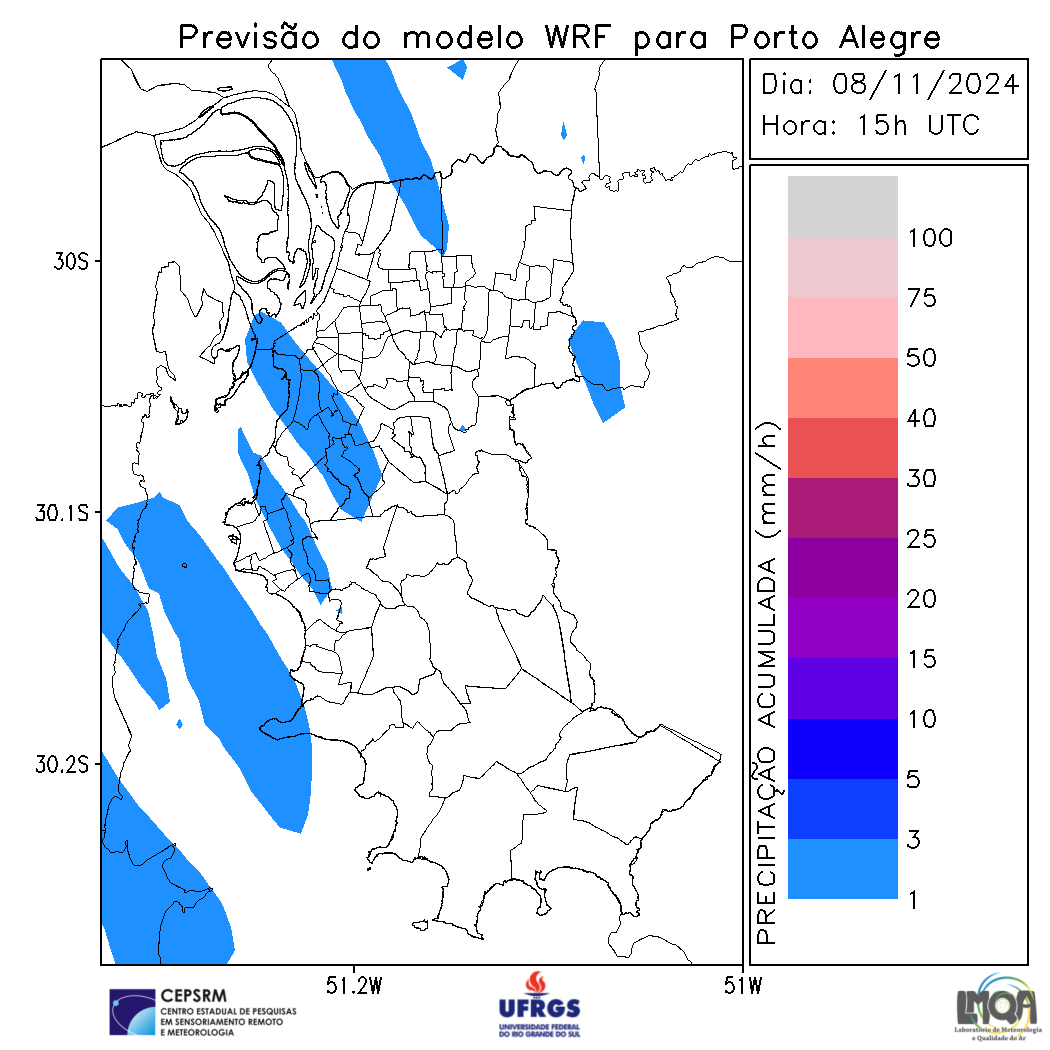 Previsão do modelo WRF para Porto Alegre
Dia: 08/11/2024
Hora: 15h UTC
30S
30.1S
30.2S
51.2W
51W
PRECIPITAÇÃO ACUMULADA (mm/h)
100
75
50
40
30
25
20
15
10
5
3
1
CEPSRM
CENTRO ESTADUAL DE PESQUISAS
EM SENSORIAMENTO REMOTO
E METEOROLOGIA
UFRGS
UNIVERSIDADE FEDERAL
DO RIO GRANDE DO SUL
LMQA
Laboratório de Meteorologia
e Qualidade do Ar